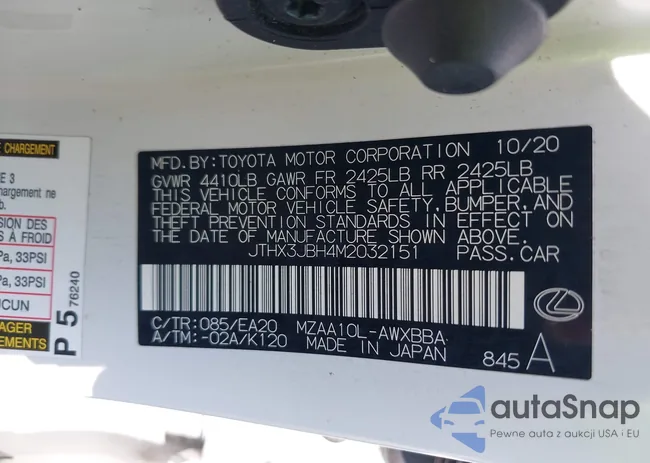 CHARGEMENT
E 3
hargement ne
b.
SION DES
S À FROID
Pa, 33PSI
Pa, 33PSI
UCUN
AGER
EMENTS
P 5 76240
MFD.BY:TOYOTA MOTOR CORPORATION 10/20
GVWR 4410LB GAWR FR 2425LB RR 2425LB
THIS VEHICLE CONFORMS TO ALL APPLICABLE
FEDERAL MOTOR VEHICLE SAFETY,BUMPER,AND
THEFT PREVENTION STANDARDS IN EFFECT ON
THE DATE OF MANUFACTURE SHOWN ABOVE.
JTHX3JBH4M2032151 PASS.CAR
C/TR:085/EA20 MZAA10L-AWXBBA
A/TM:-02A/K120 MADE IN JAPAN
845 A
autaSnap
Pewne auta z aukcji USA i EU